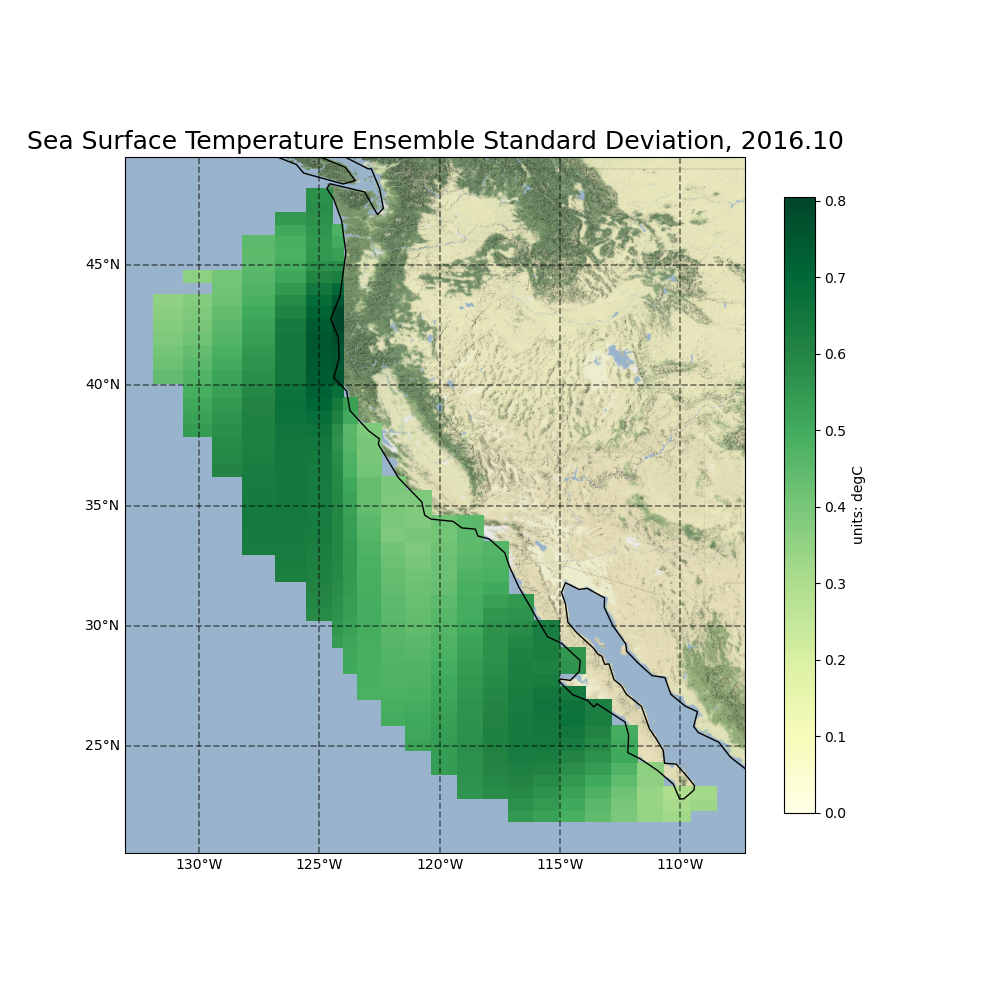 Sea Surface Temperature Ensemble Standard Deviation, 2016.10
45°N
40°N
35°N
30°N
25°N
130°W
125°W
120°W
115°W
110°W
0.8
0.7
0.6
0.5
0.4
0.3
0.2
0.1
0.0
units: degC